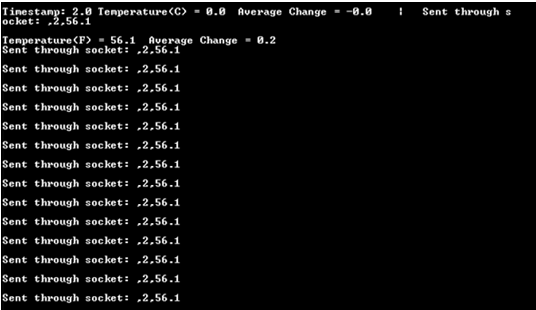 Timestamp: 2.0 Temperature(C) = 0.0  Average Change = -0.0    ¦   Sent through s
ocket: ,2,56.1
Temperature(F) = 56.1  Average Change = 0.2
Sent through socket: ,2,56.1
Sent through socket: ,2,56.1
Sent through socket: ,2,56.1
Sent through socket: ,2,56.1
Sent through socket: ,2,56.1
Sent through socket: ,2,56.1
Sent through socket: ,2,56.1
Sent through socket: ,2,56.1
Sent through socket: ,2,56.1
Sent through socket: ,2,56.1
Sent through socket: ,2,56.1
Sent through socket: ,2,56.1
Sent through socket: ,2,56.1
Sent through socket: ,2,56.1